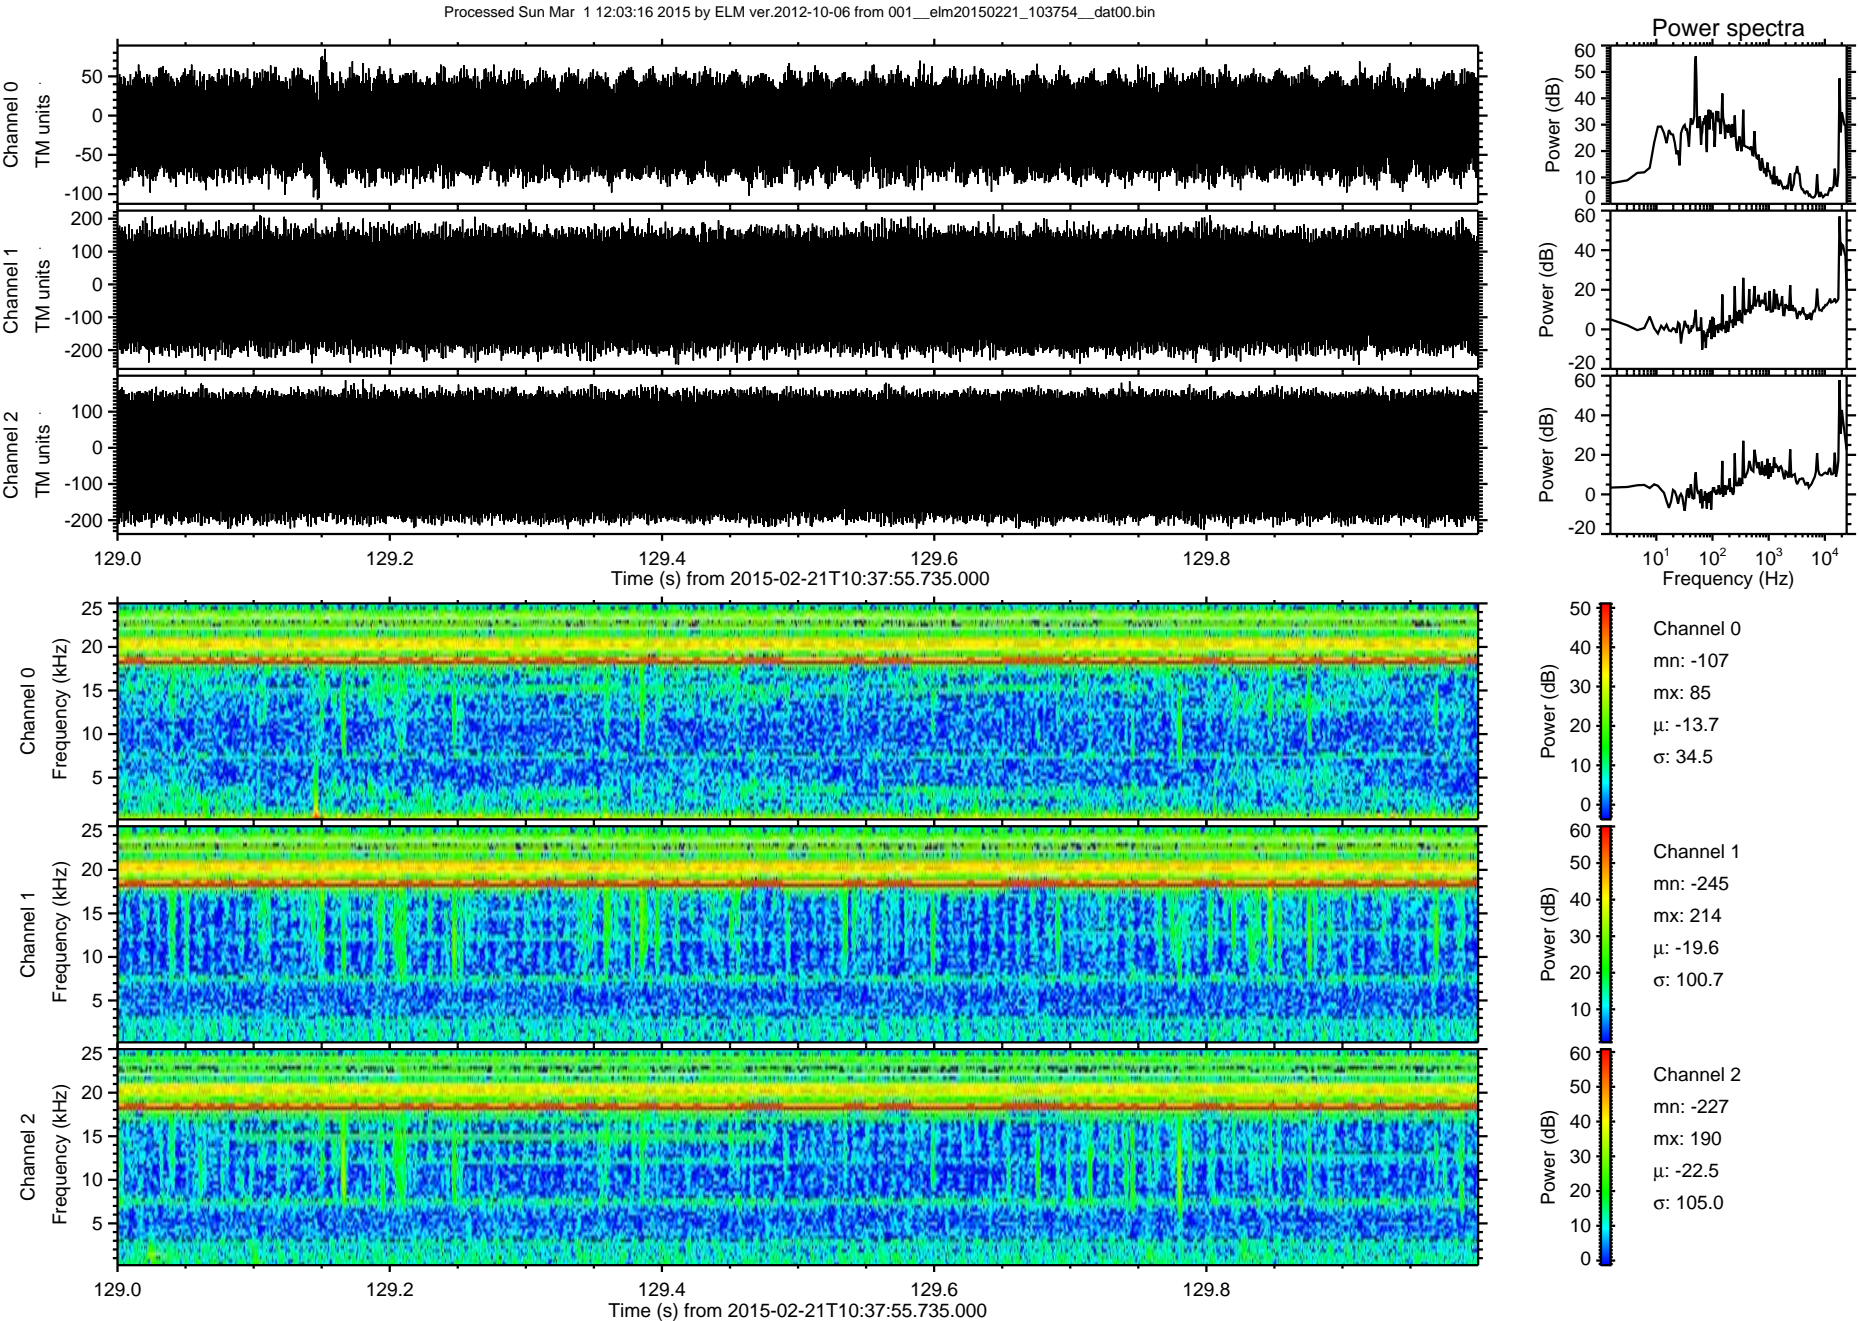 Processed Sun Mar  1 12:03:16 2015 by ELM ver.2012-10-06 from 001__elm20150221_103754__dat00.bin
Power spectra
Channel 0
TM units
50
0
-50
-100
Power (dB)
60
50
40
30
20
10
0
Channel 1
TM units
200
100
0
-100
-200
Power (dB)
60
40
20
0
-20
Channel 2
TM units
100
0
-100
-200
Power (dB)
60
40
20
0
-20
129.0 129.2 129.4 129.6 129.8
Time (s) from 2015-02-21T10:37:55.735.000
10^1 10^2 10^3 10^4
Frequency (Hz)
Channel 0
Frequency (kHz)
25
20
15
10
5
Power (dB)
50
40
30
20
10
0
Channel 0
mn: -107
mx: 85
μ: -13.7
σ: 34.5
Channel 1
Frequency (kHz)
25
20
15
10
5
Power (dB)
60
50
40
30
20
10
Channel 1
mn: -245
mx: 214
μ: -19.6
σ: 100.7
Channel 2
Frequency (kHz)
25
20
15
10
5
Power (dB)
60
50
40
30
20
10
0
Channel 2
mn: -227
mx: 190
μ: -22.5
σ: 105.0
129.0 129.2 129.4 129.6 129.8
Time (s) from 2015-02-21T10:37:55.735.000